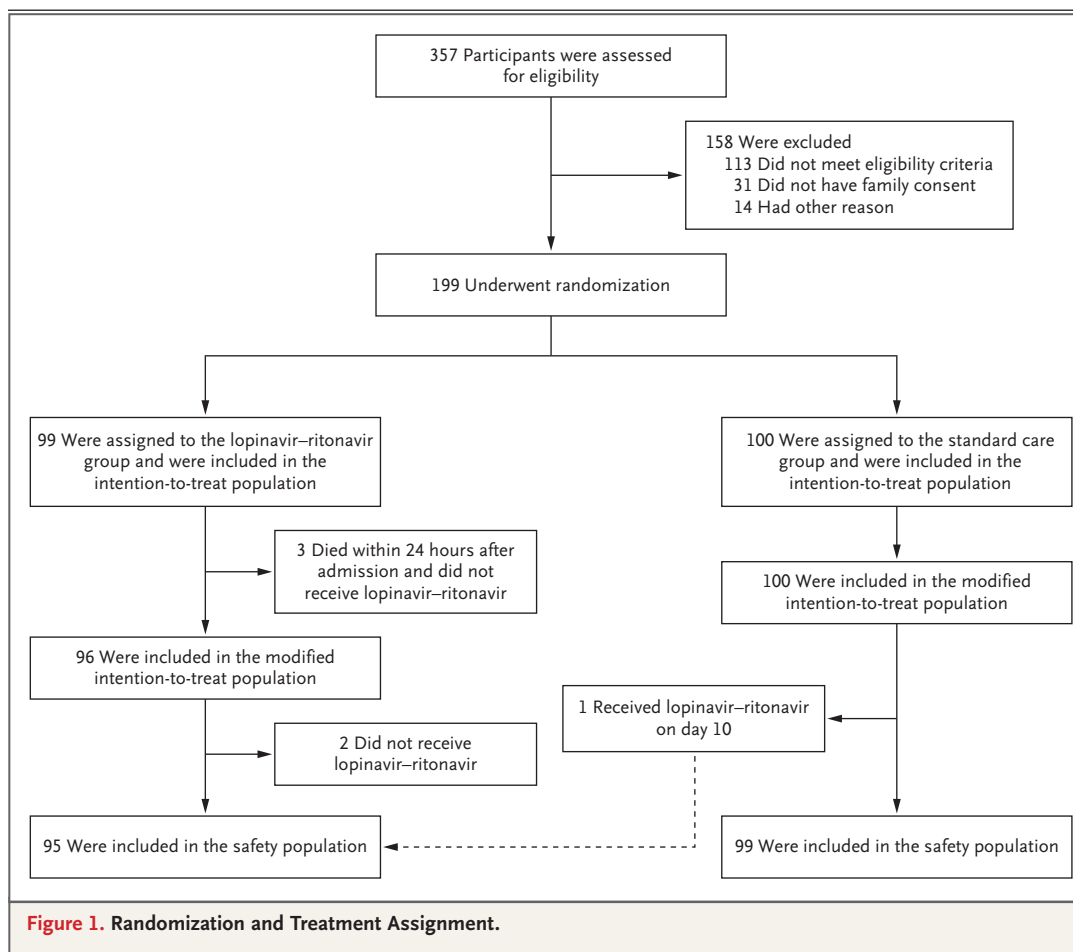 357 Participants were assessed
for eligibility
158 Were excluded
113 Did not meet eligibility criteria
31 Did not have family consent
14 Had other reason
199 Underwent randomization
99 Were assigned to the lopinavir–ritonavir
group and were included in the
intention-to-treat population
100 Were assigned to the standard care
group and were included in the
intention-to-treat population
3 Died within 24 hours after
admission and did not
receive lopinavir–ritonavir
100 Were included in the modified
intention-to-treat population
96 Were included in the modified
intention-to-treat population
1 Received lopinavir–ritonavir
on day 10
2 Did not receive
lopinavir–ritonavir
95 Were included in the safety population
99 Were included in the safety population
Figure 1. Randomization and Treatment Assignment.